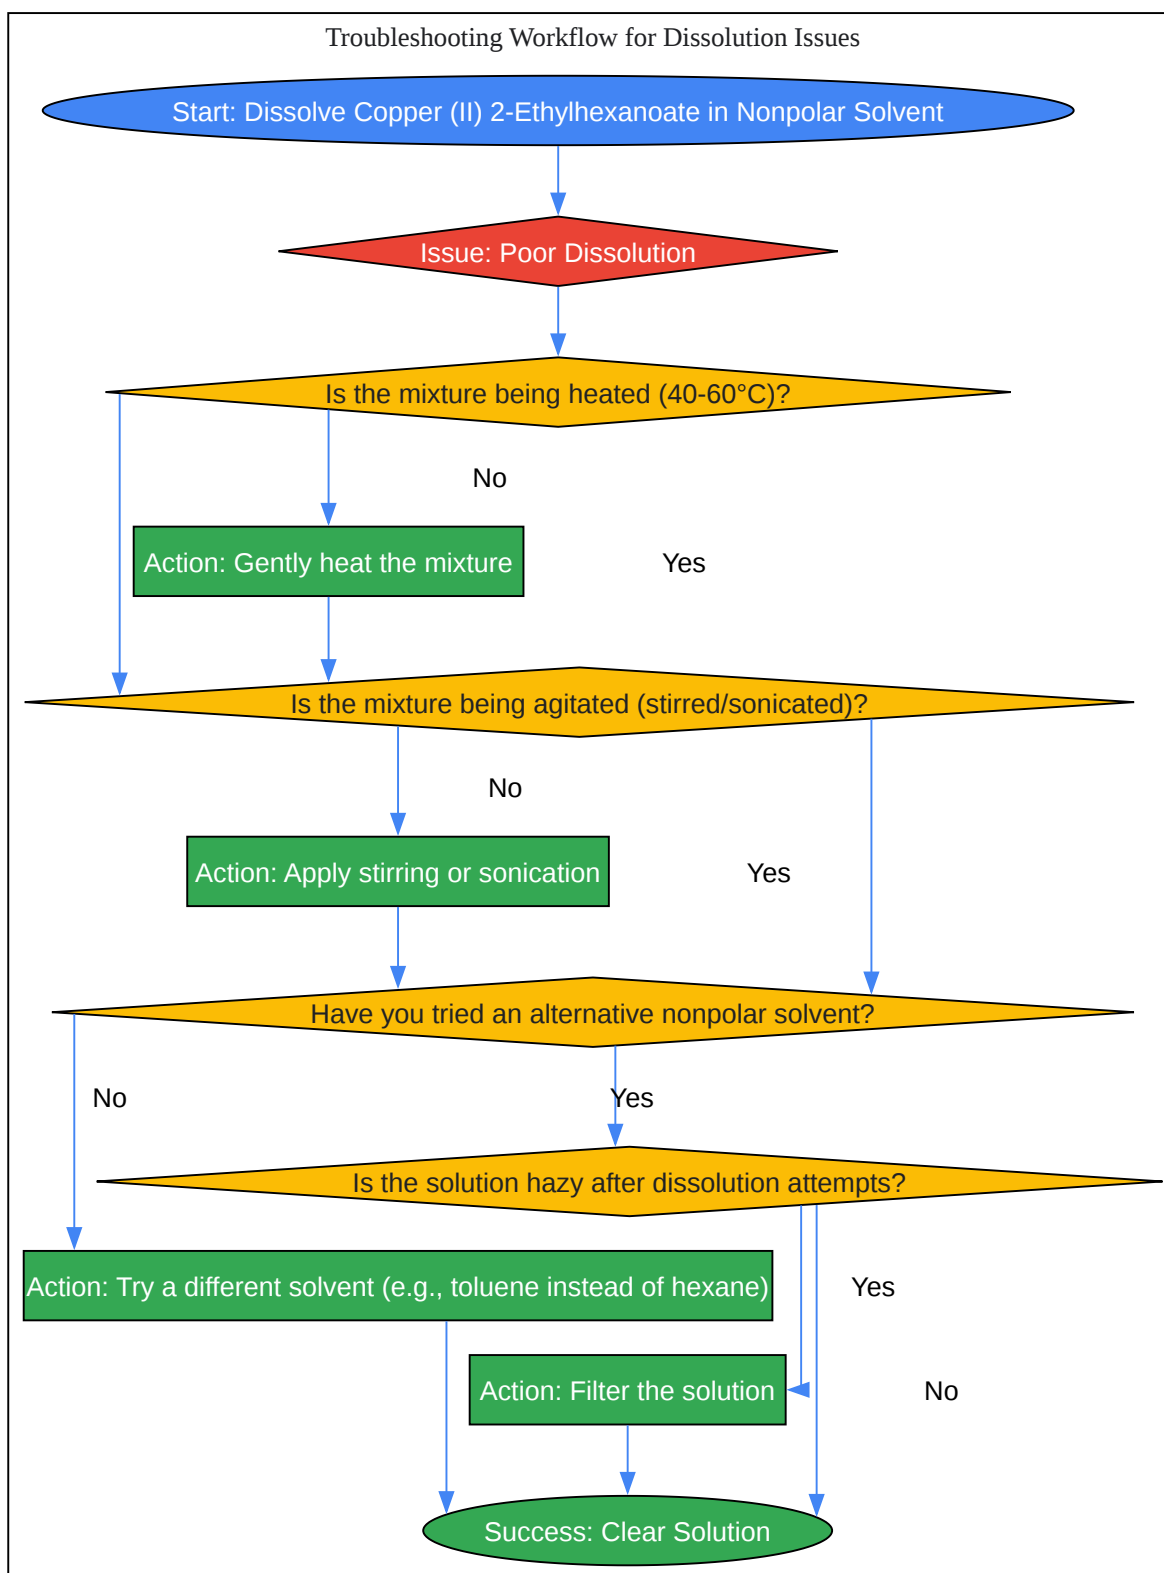 Troubleshooting Workflow for Dissolution Issues
Start: Dissolve Copper (II) 2-Ethylhexanoate in Nonpolar Solvent
Issue: Poor Dissolution
Is the mixture being heated (40-60°C)?
No
Action: Gently heat the mixture
Yes
Is the mixture being agitated (stirred/sonicated)?
No
Action: Apply stirring or sonication
Yes
Have you tried an alternative nonpolar solvent?
No
Yes
Is the solution hazy after dissolution attempts?
Action: Try a different solvent (e.g., toluene instead of hexane)
Yes
Action: Filter the solution
No
Success: Clear Solution